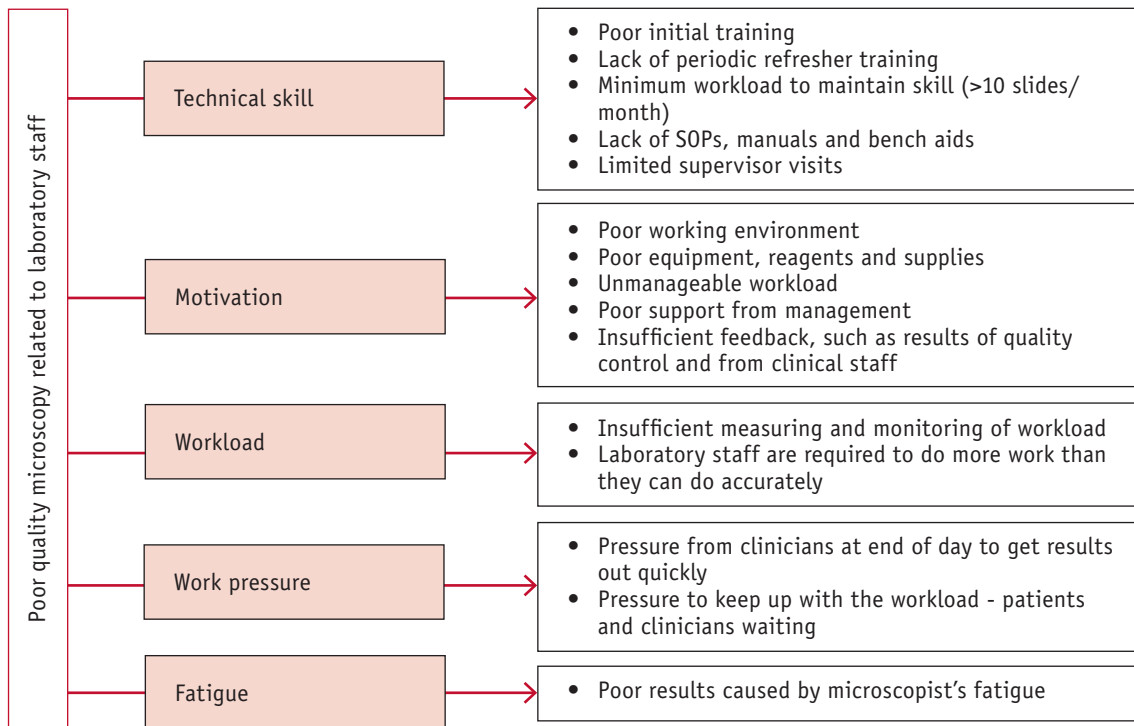 Poor quality microscopy related to laboratory staff
Technical skill
• Poor initial training
• Lack of periodic refresher training
• Minimum workload to maintain skill (>10 slides/
month)
• Lack of SOPs, manuals and bench aids
• Limited supervisor visits
Motivation
• Poor working environment
• Poor equipment, reagents and supplies
• Unmanageable workload
• Poor support from management
• Insufficient feedback, such as results of quality
control and from clinical staff
Workload
• Insufficient measuring and monitoring of workload
• Laboratory staff are required to do more work than
they can do accurately
Work pressure
• Pressure from clinicians at end of day to get results
out quickly
• Pressure to keep up with the workload - patients
and clinicians waiting
Fatigue
• Poor results caused by microscopist's fatigue